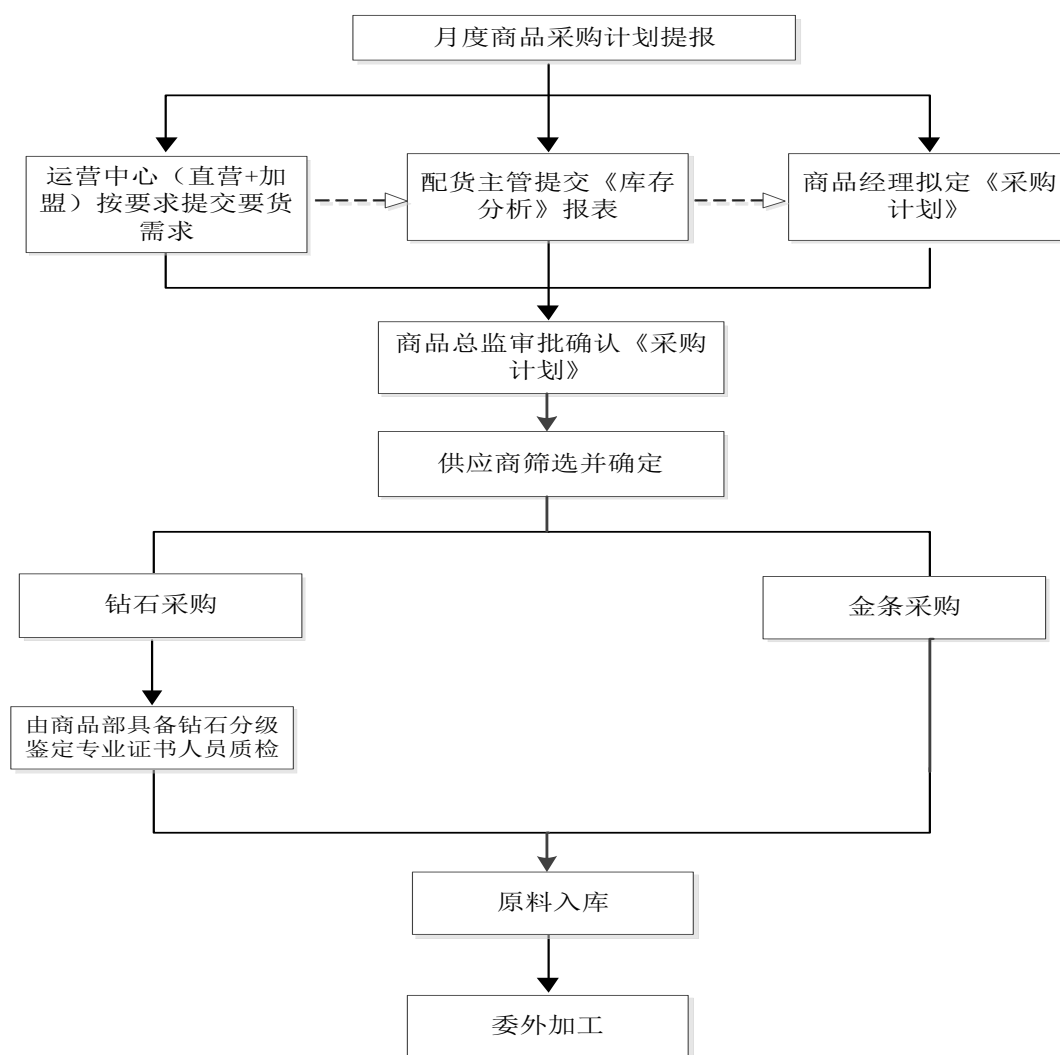 月度商品采购计划提报
运营中心（直营+加
盟）按要求提交要货
需求
配货主管提交《库存
分析》报表
商品经理拟定《采购
计划》
商品总监审批确认《采购
计划》
供应商筛选并确定
钻石采购
金条采购
由商品部具备钻石分级
鉴定专业证书人员质检
原料入库
委外加工